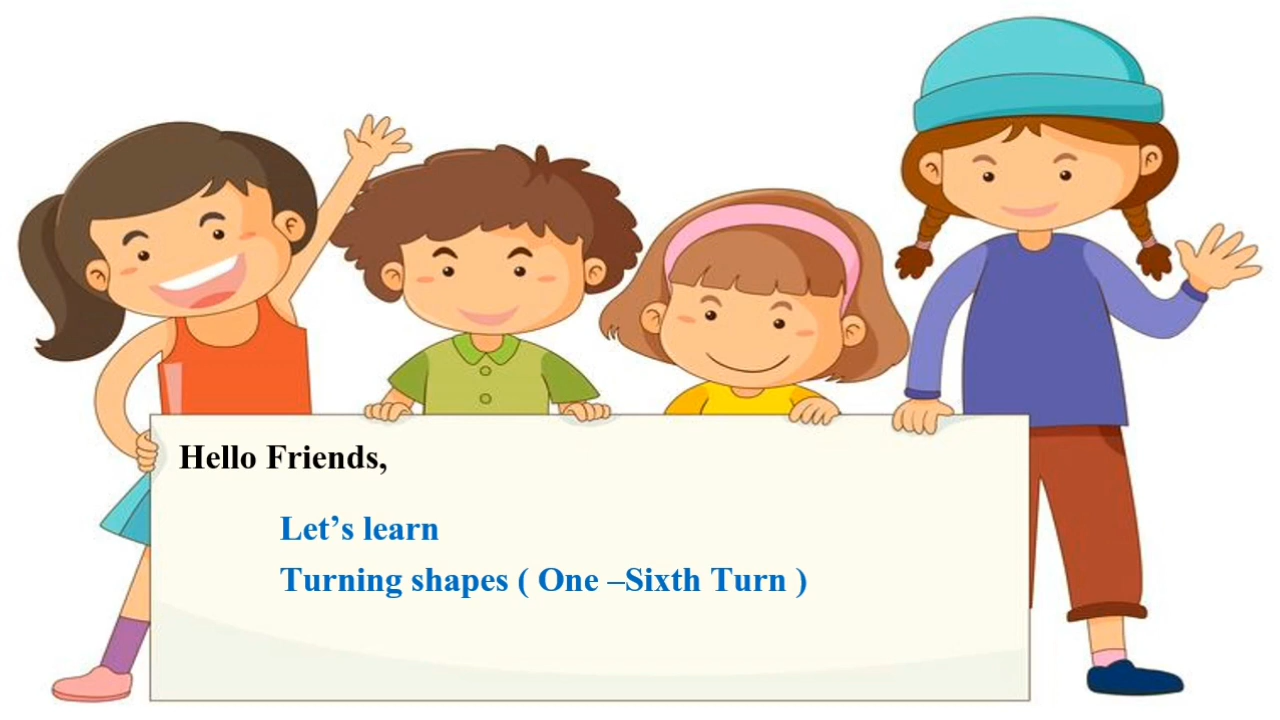 Hello Friends,
Let’s learn
Turning shapes ( One –Sixth Turn )